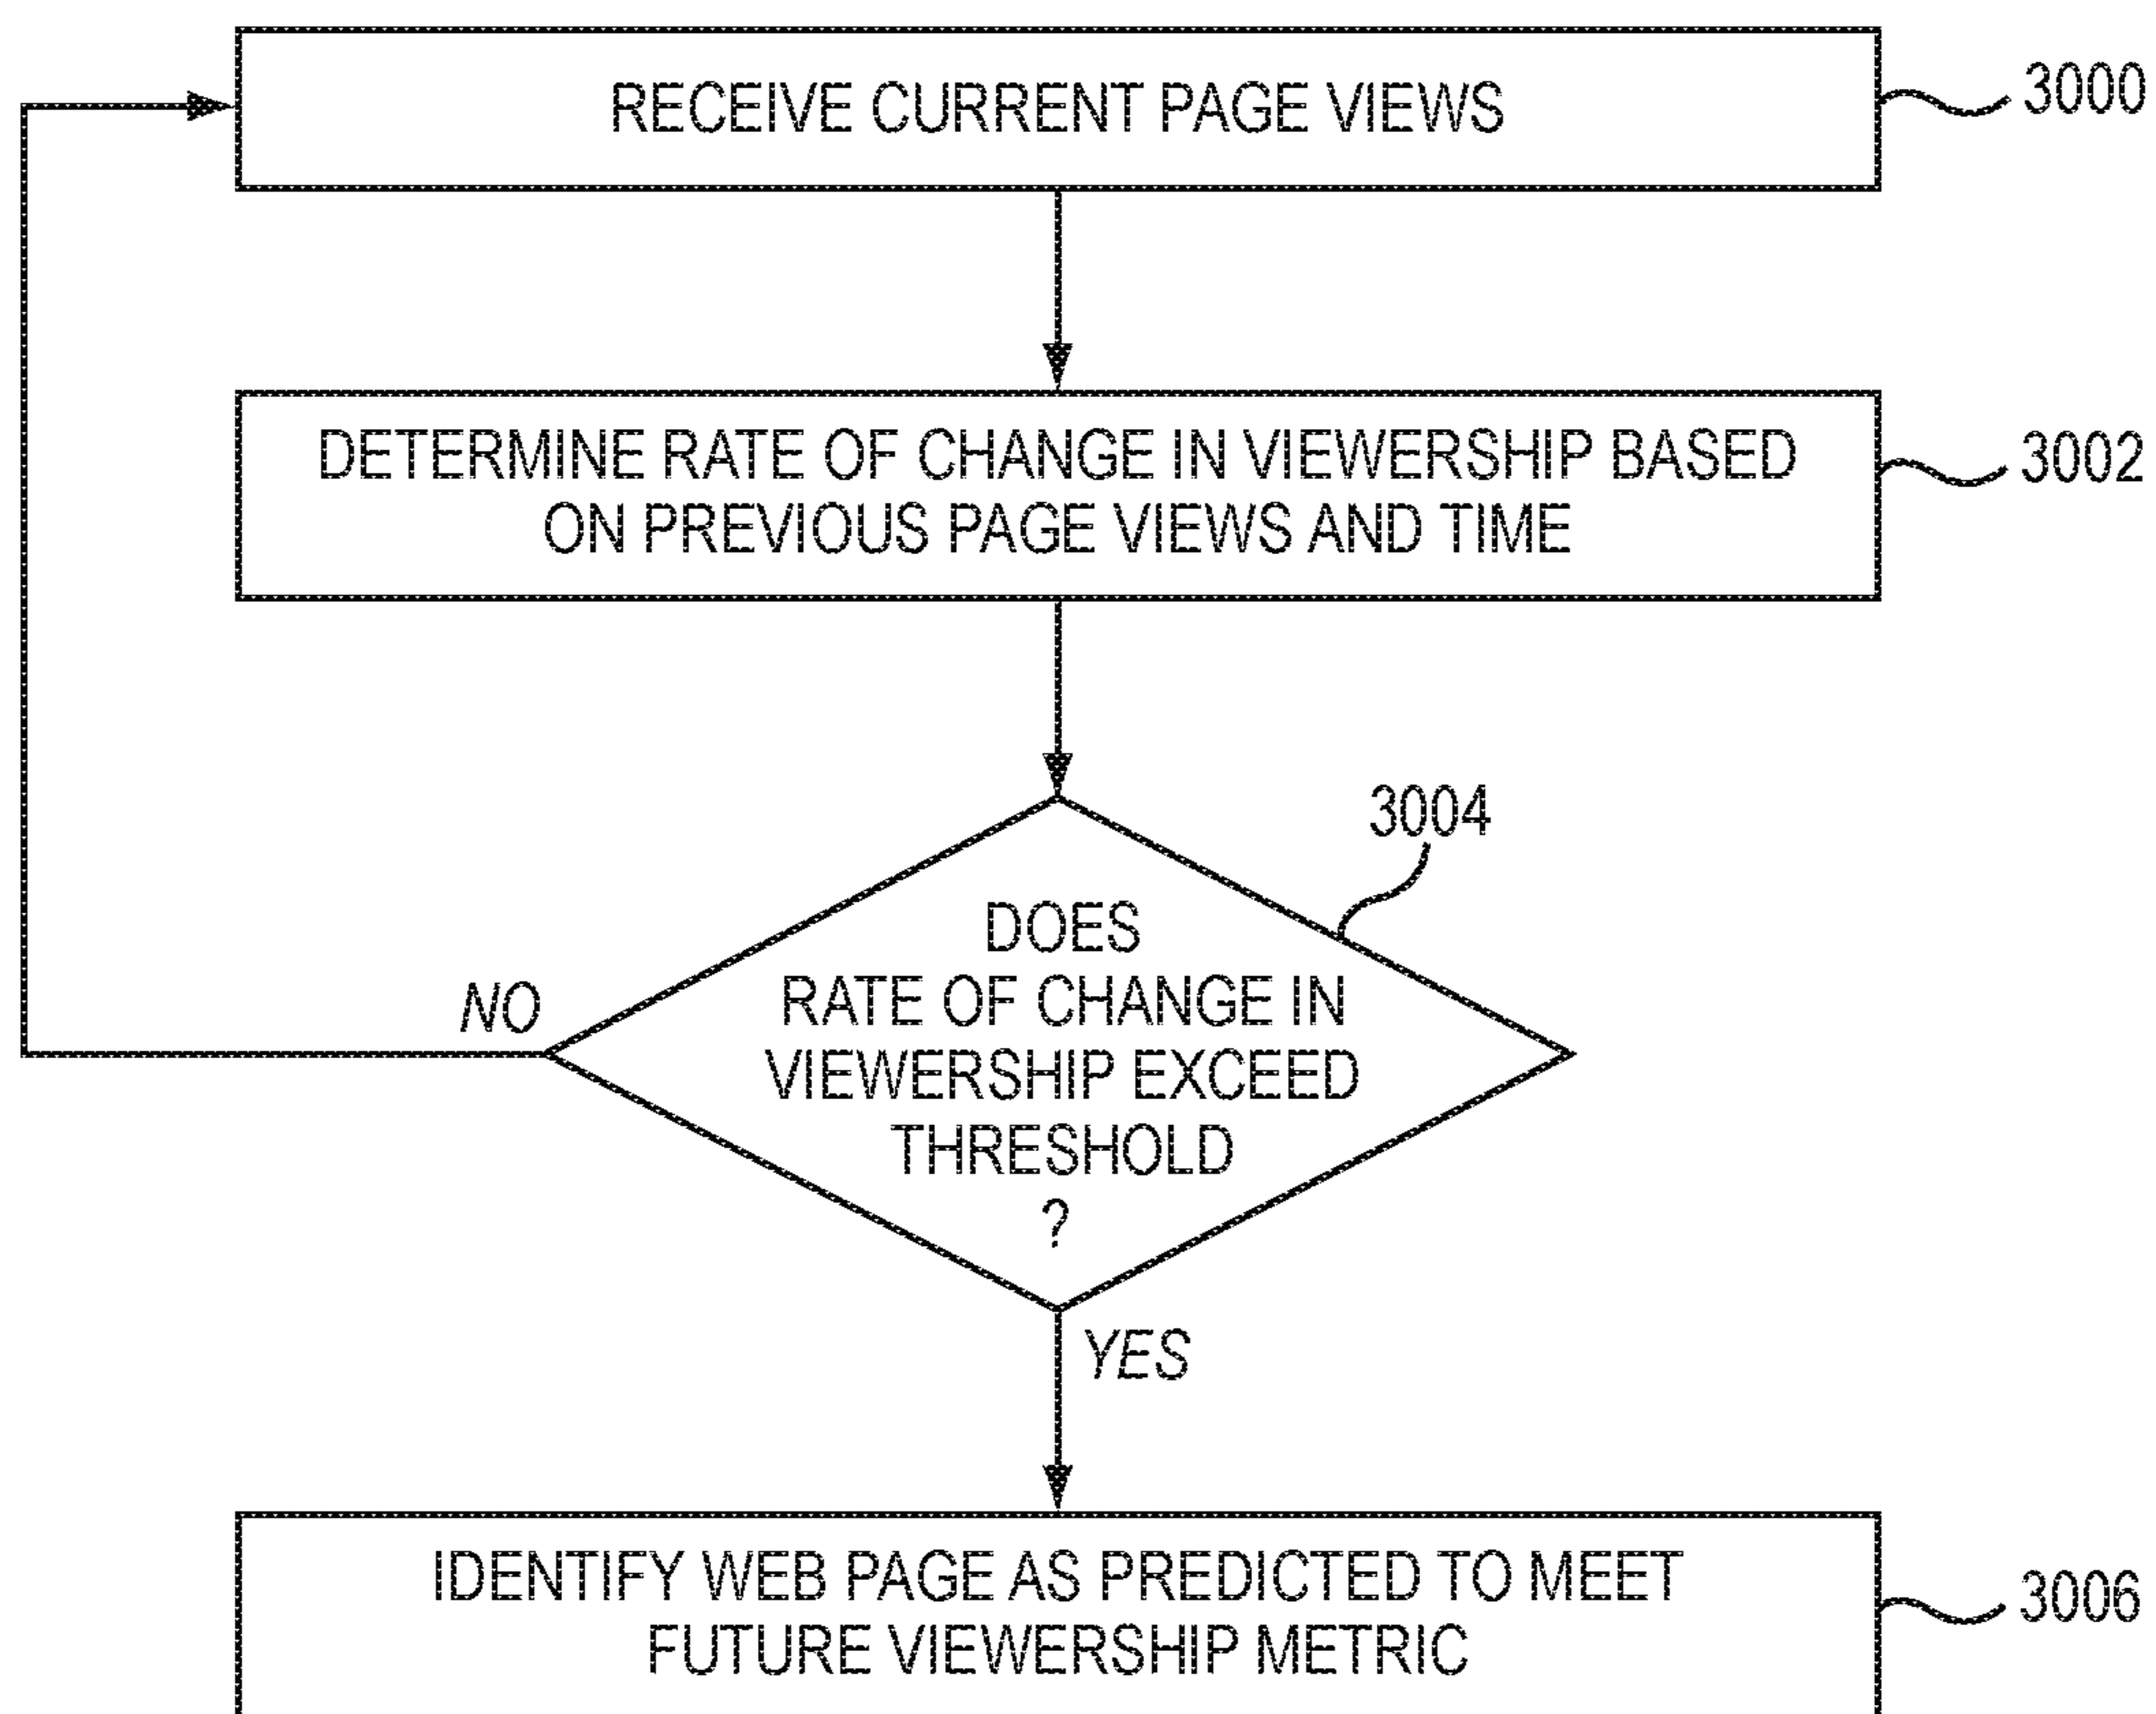 RECEIVE CURRENT PAGE VIEWS
3000
DETERMINE RATE OF CHANGE IN VIEWERSHIP BASED
ON PREVIOUS PAGE VIEWS AND TIME
3002
3004
DOES
RATE OF CHANGE IN
VIEWERSHIP EXCEED
THRESHOLD
?
NO
YES
IDENTIFY WEB PAGE AS PREDICTED TO MEET
FUTURE VIEWERSHIP METRIC
3006